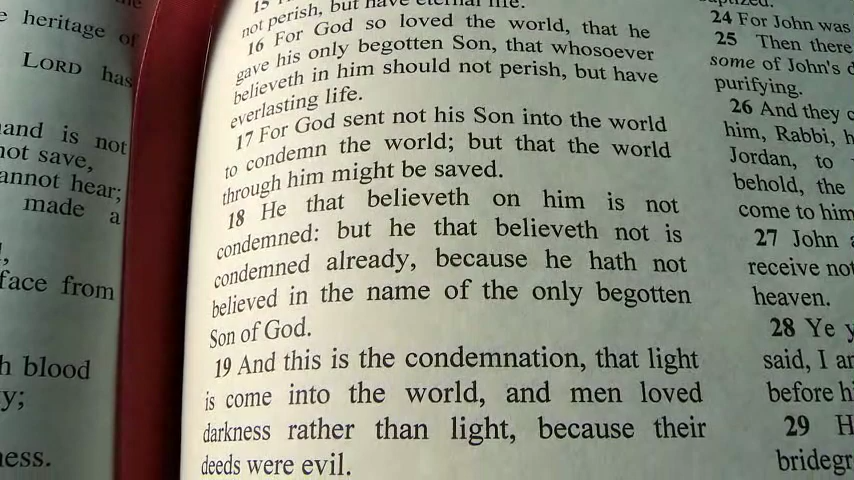 heritage of
LORD has
and is not
not save,
annot hear;
made a
face from
h blood
y;
ness.
15
not perish, but have eternal life.
16 For God so loved the world, that he
gave his only begotten Son, that whosoever
believeth in him should not perish, but have
everlasting life.
17 For God sent not his Son into the world
to condemn the world; but that the world
through him might be saved.
18 He that believeth on him is not
condemned: but he that believeth not is
condemned already, because he hath not
believed in the name of the only begotten
Son of God.
19 And this is the condemnation, that light
is come into the world, and men loved
darkness rather than light, because their
deeds were evil.
24 For John was
25 Then there
some of John's d
purifying.
26 And they c
him, Rabbi, h
Jordan, to
behold, the
come to him
27 John a
receive not
heaven.
28 Ye y
said, I am
before hi
29 H
bridegr